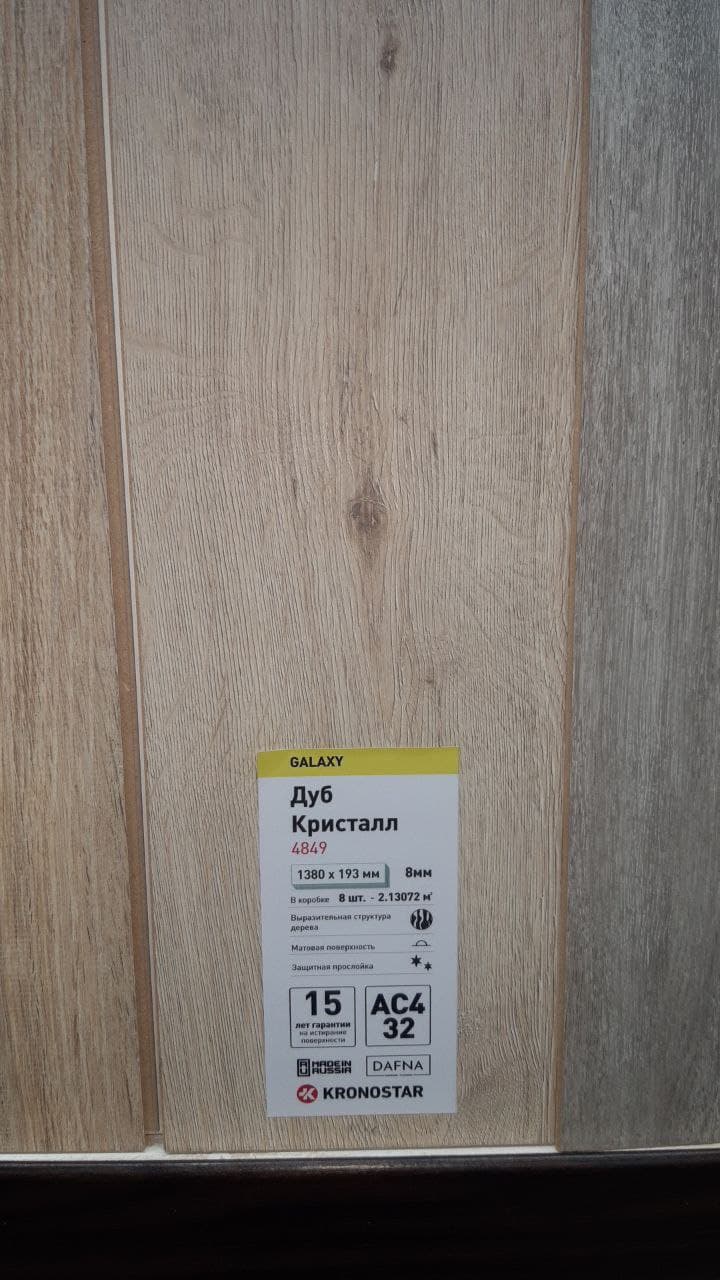 GALAXY
Дуб
Кристалл
4849
1380 x 193 мм 8мм
В коробке 8 шт. - 2.13072 м²
Выразительная структура
дерева
Матовая поверхность
Защитная прослойка
15
лет гарантии
на истирание
поверхности
AC4
32
MADE IN
RUSSIA
DAFNA
KRONOSTAR